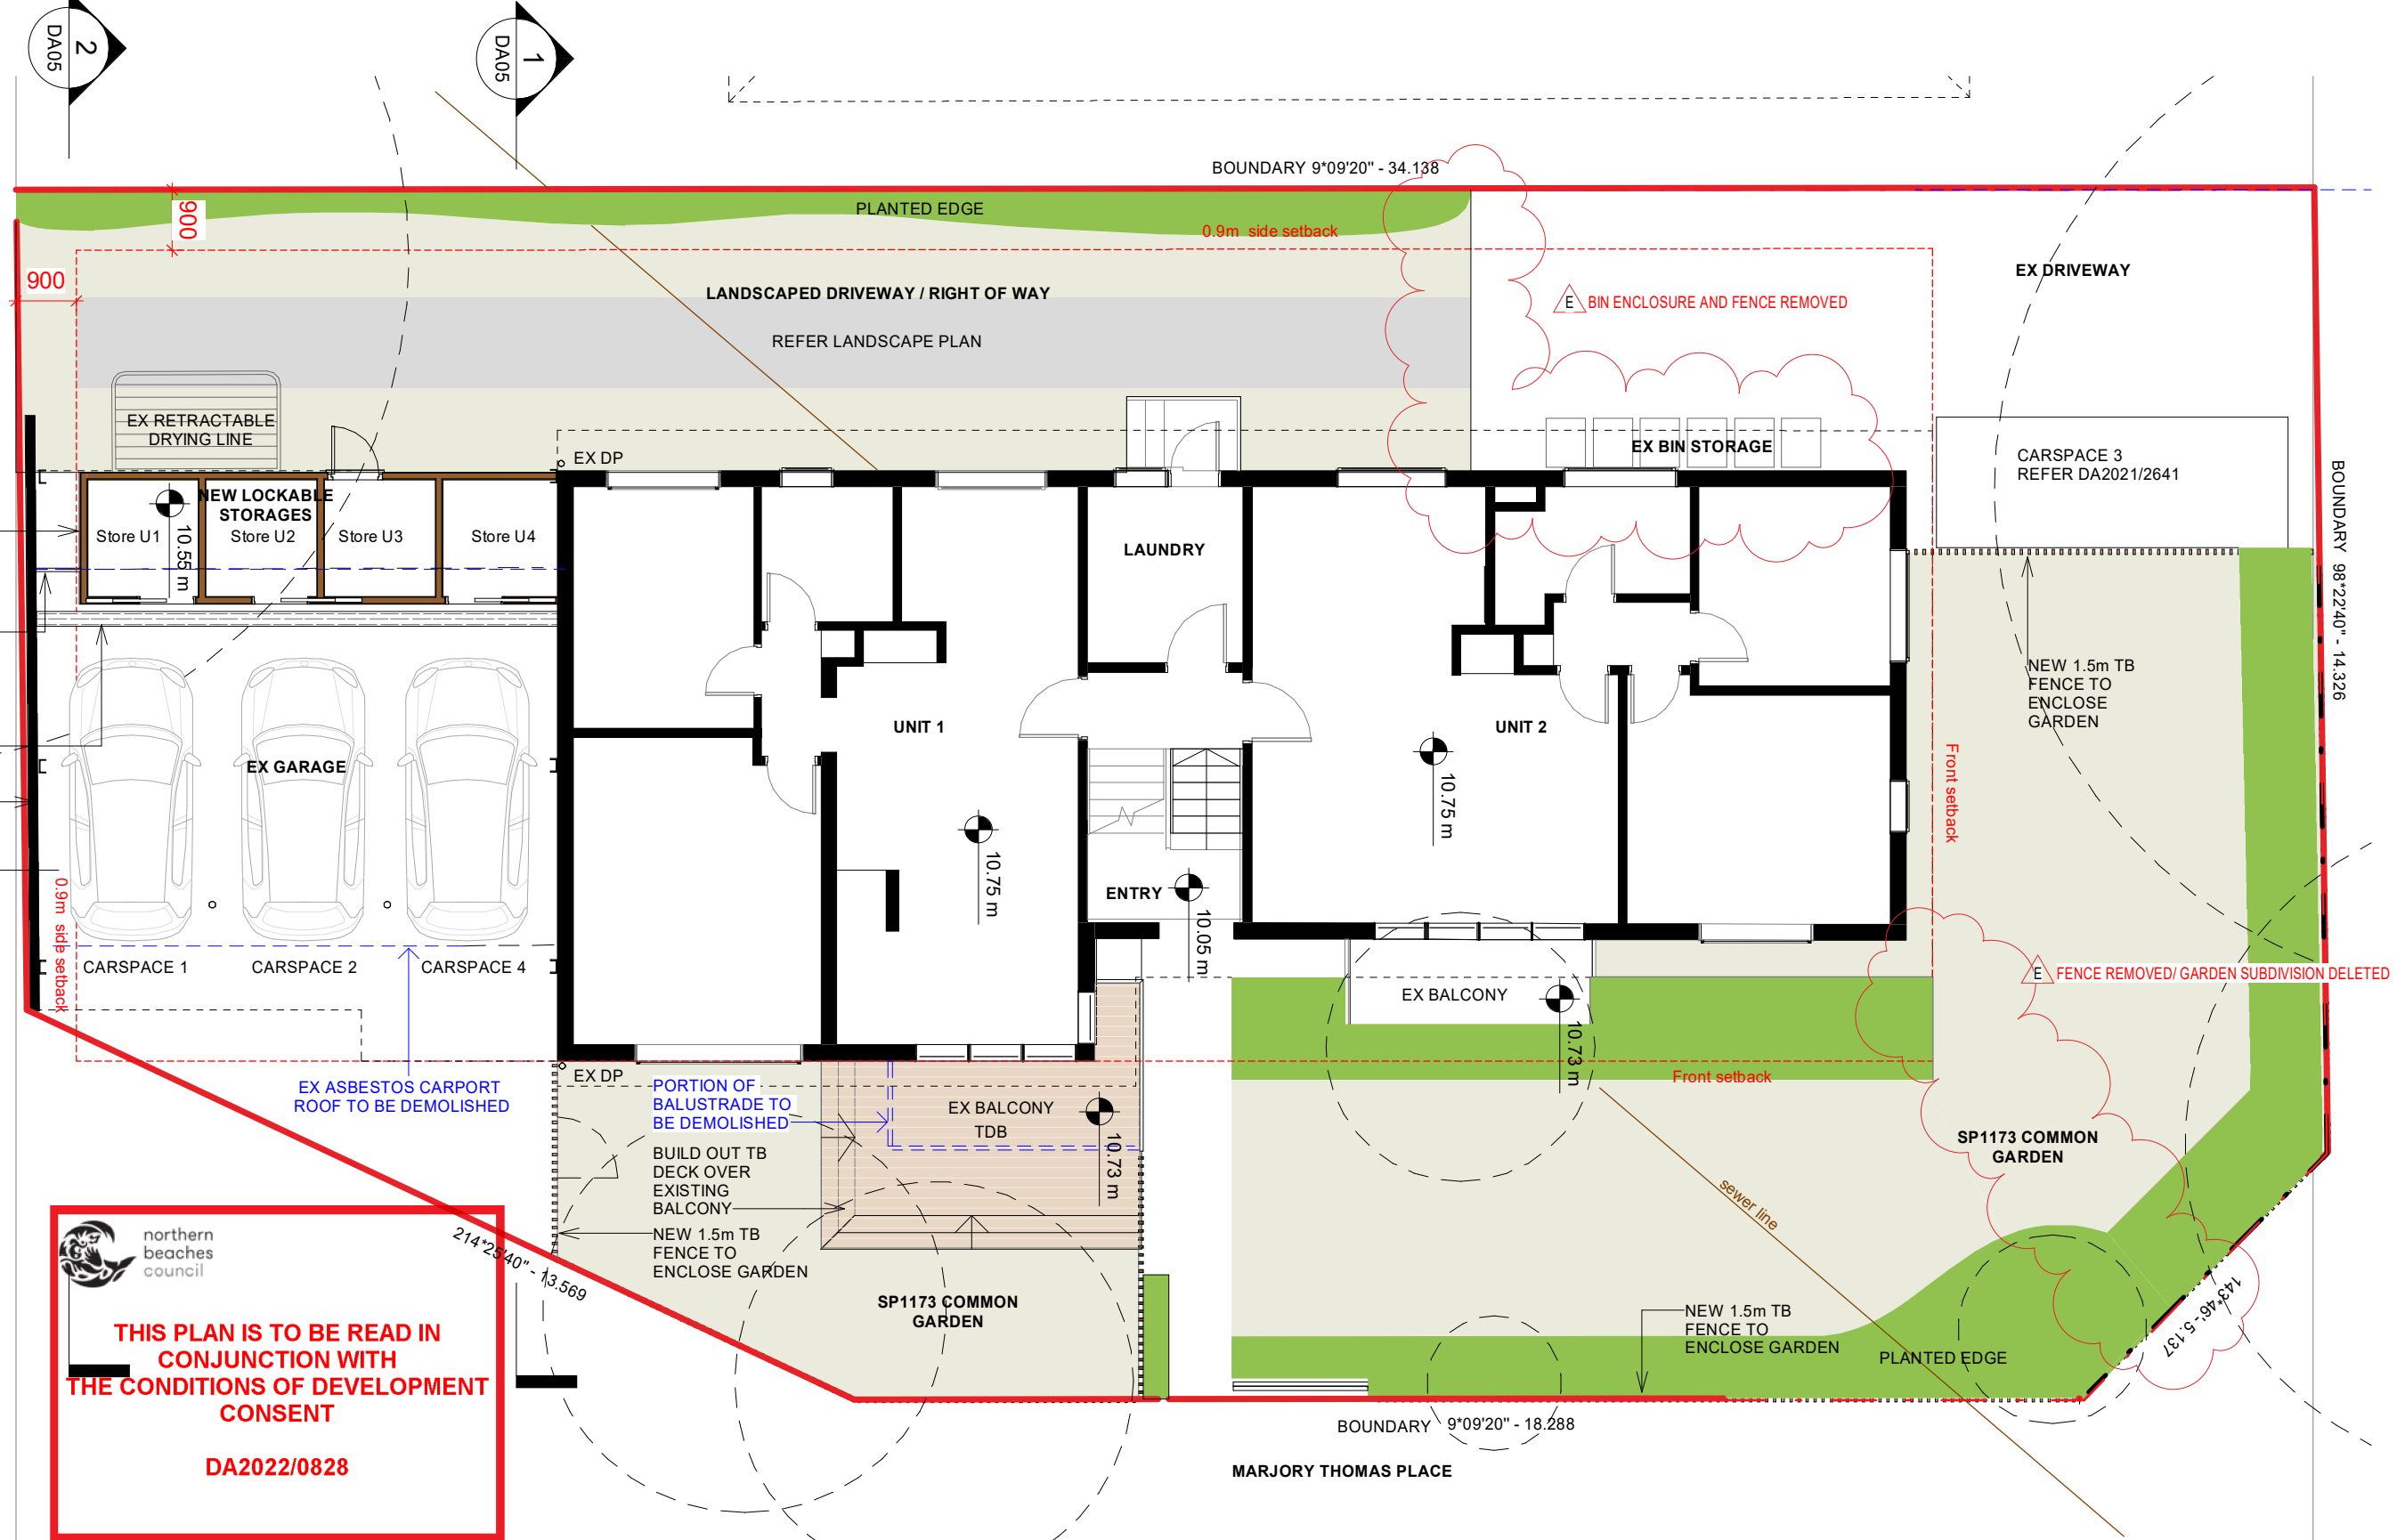 2
DA05
1
DA05
BOUNDARY 9*09'20" - 34.138
PLANTED EDGE
900
0.9m side setback
900
EX DRIVEWAY
LANDSCAPED DRIVEWAY / RIGHT OF WAY
E BIN ENCLOSURE AND FENCE REMOVED
REFER LANDSCAPE PLAN
EX RETRACTABLE
DRYING LINE
EX DP
EX BIN STORAGE
CARSPACE 3
REFER DA2021/2641
BOUNDARY 98*22'40" - 14.326
NEW LOCKABLE
STORAGES
Store U1
Store U2
Store U3
Store U4
10.55 m
LAUNDRY
NEW 1.5m TB
FENCE TO
ENCLOSE
GARDEN
UNIT 1
UNIT 2
EX GARAGE
10.75 m
10.75 m
Front setback
ENTRY
10.05 m
0.9m side setback
CARSPACE 1
CARSPACE 2
CARSPACE 4
E FENCE REMOVED/ GARDEN SUBDIVISION DELETED
EX BALCONY
10.73 m
EX ASBESTOS CARPORT
ROOF TO BE DEMOLISHED
EX DP
PORTION OF
BALUSTRADE TO
BE DEMOLISHED
EX BALCONY
TDB
10.73 m
Front setback
BUILD OUT TB
DECK OVER
EXISTING
BALCONY
SP1173 COMMON
GARDEN
sewer line
NEW 1.5m TB
FENCE TO
ENCLOSE GARDEN
214*25'40" - 13.569
SP1173 COMMON
GARDEN
NEW 1.5m TB
FENCE TO
ENCLOSE GARDEN
PLANTED EDGE
143*46'- 5.137
BOUNDARY 9*09'20" - 18.288
MARJORY THOMAS PLACE
northern
beaches
council
THIS PLAN IS TO BE READ IN
CONJUNCTION WITH
THE CONDITIONS OF DEVELOPMENT
CONSENT
DA2022/0828